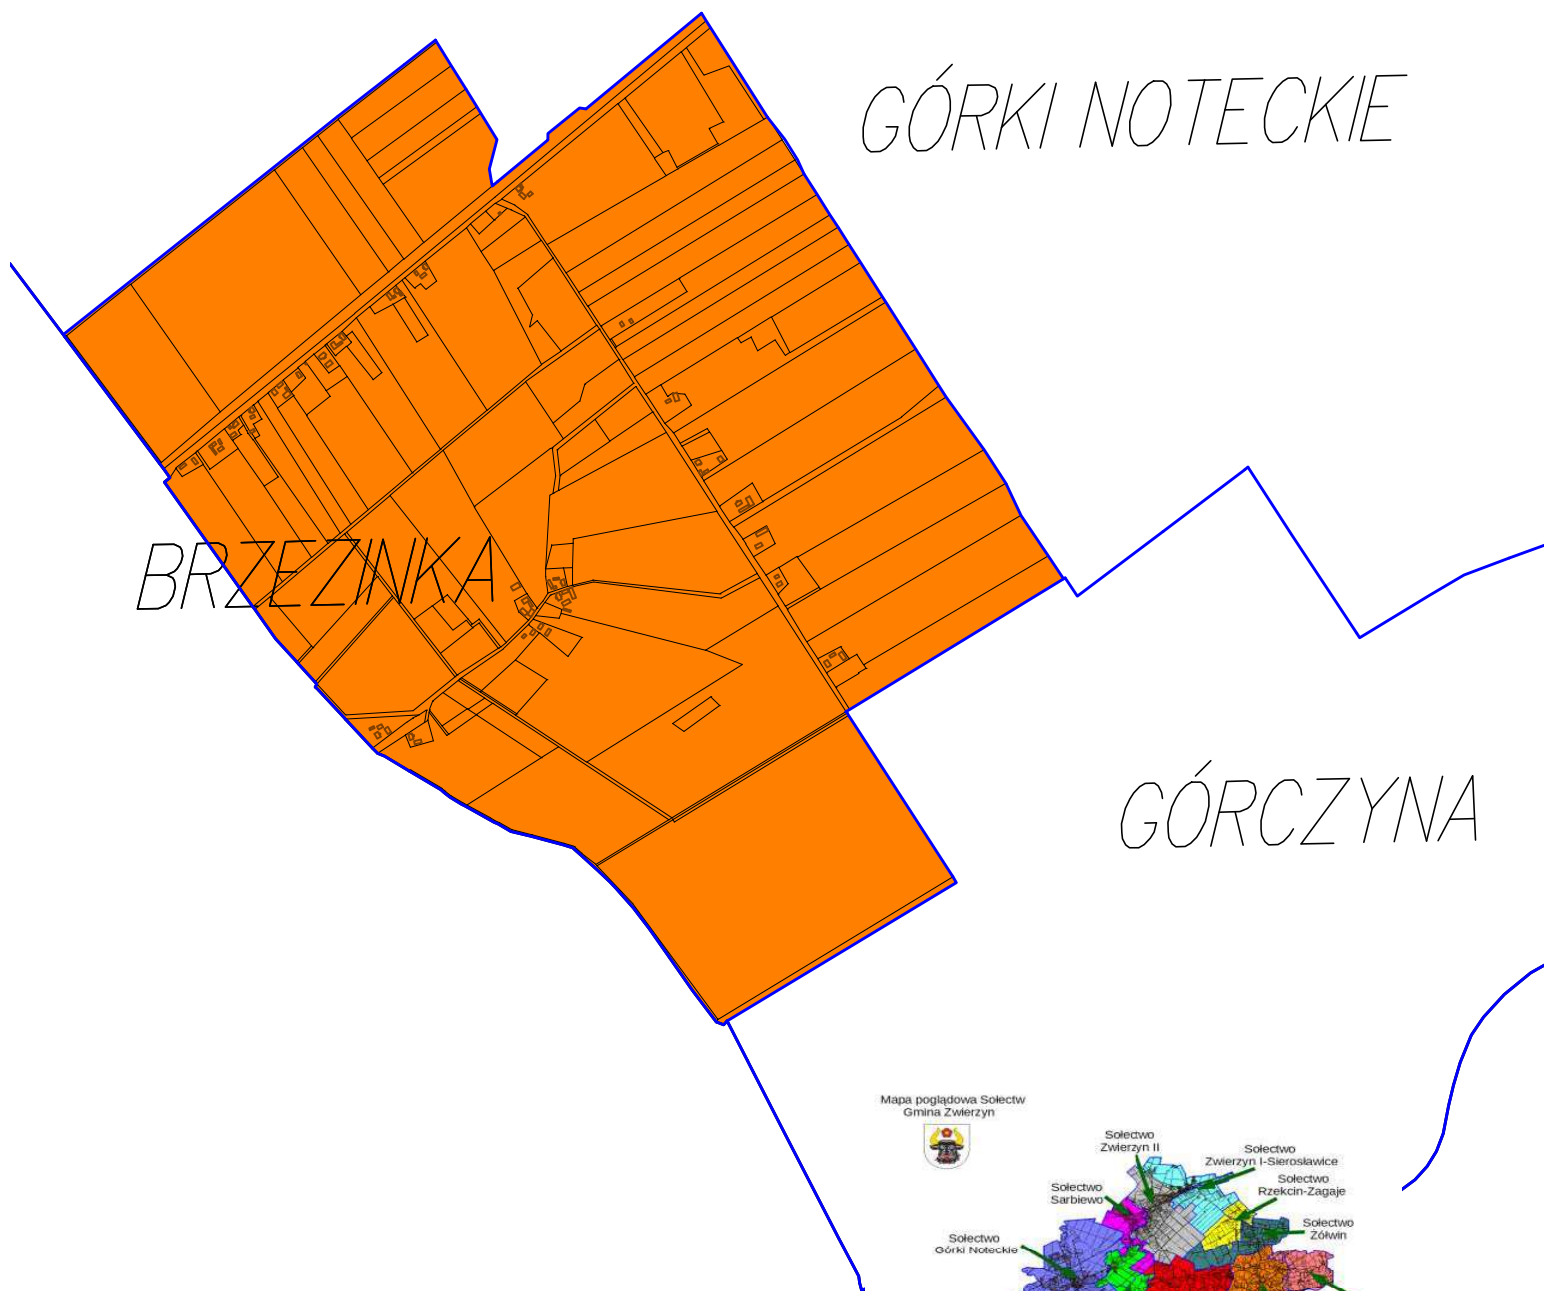 GÓRKI NOTECKIE
BRZEZINKA
GÓRCZYNA
Mapa poglądowa Sołectw
Gmina Zwierzyn
Sołectwo
Zwierzyn II
Sołectwo
Zwierzyn I-Sierosławice
Sołectwo
Rzekcin-Zagaje
Sołectwo
Sarbiewo
Sołectwo
Żółwin
Sołectwo
Górki Noteckie